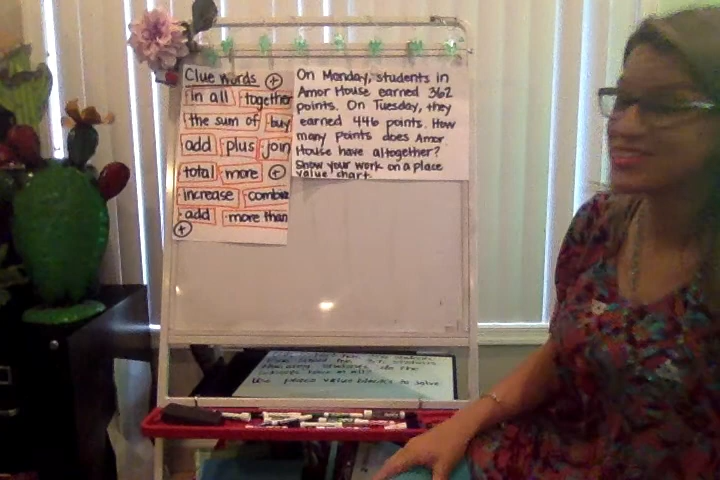 Clue words +
in all together
the sum of buy
add plus join
total more +
increase combine
add more than
+
On Monday, students in
Amor House earned 362
points. On Tuesday, they
earned 446 points. How
many points does Amor
House have altogether?
Show your work on a place
value chart.
Use place value blocks to solve